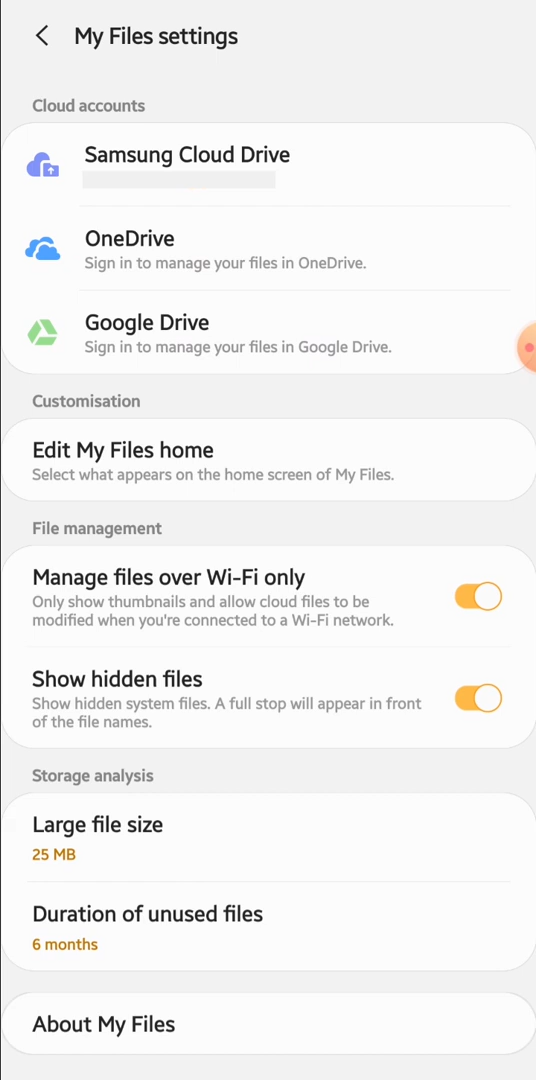 My Files settings
Cloud accounts
Samsung Cloud Drive
OneDrive
Sign in to manage your files in OneDrive.
Google Drive
Sign in to manage your files in Google Drive.
Customisation
Edit My Files home
Select what appears on the home screen of My Files.
File management
Manage files over Wi-Fi only
Only show thumbnails and allow cloud files to be
modified when you're connected to a Wi-Fi network.
Show hidden files
Show hidden system files. A full stop will appear in front
of the file names.
Storage analysis
Large file size
25 MB
Duration of unused files
6 months
About My Files